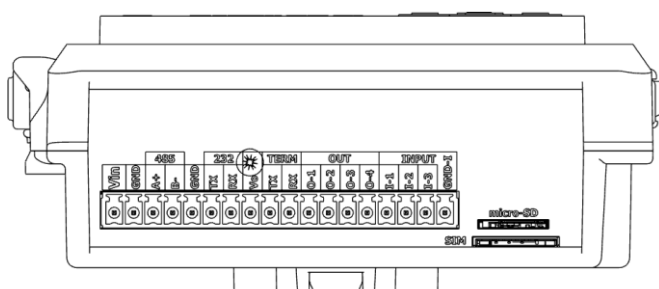 485 232 TERM OUT INPUT
Vin GND A+ B- GND TX RX Vo TX RX O-1 O-2 O-3 O-4 I-1 I-2 I-3 GND-I
micro-SD
SIM